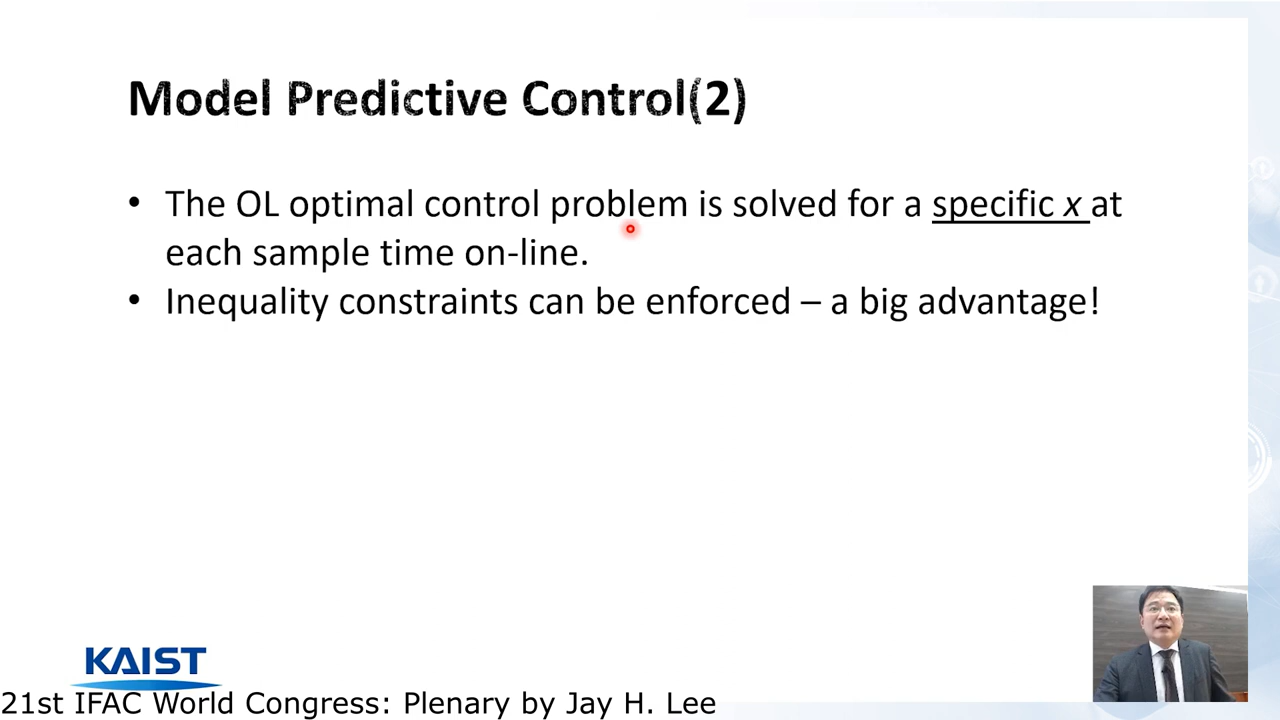 Model Predictive Control(2)
• The OL optimal control problem is solved for a specific x at
each sample time on-line.
• Inequality constraints can be enforced – a big advantage!
KAIST
21st IFAC World Congress: Plenary by Jay H. Lee